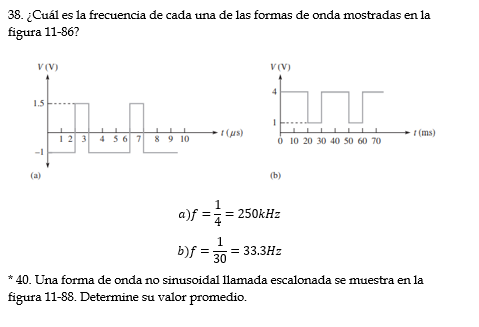 38. ¿Cuál es la frecuencia de cada una de las formas de onda mostradas en la
figura 11-86?
V (V)
1.5
-1
1 2 3 4 5 6 7 8 9 10
t (μs)
(a)
V (V)
4
1
0 10 20 30 40 50 60 70
t (ms)
(b)
a)f = 1/4 = 250kHz
b)f = 1/30 = 33.3Hz
* 40. Una forma de onda no sinusoidal llamada escalonada se muestra en la
figura 11-88. Determine su valor promedio.